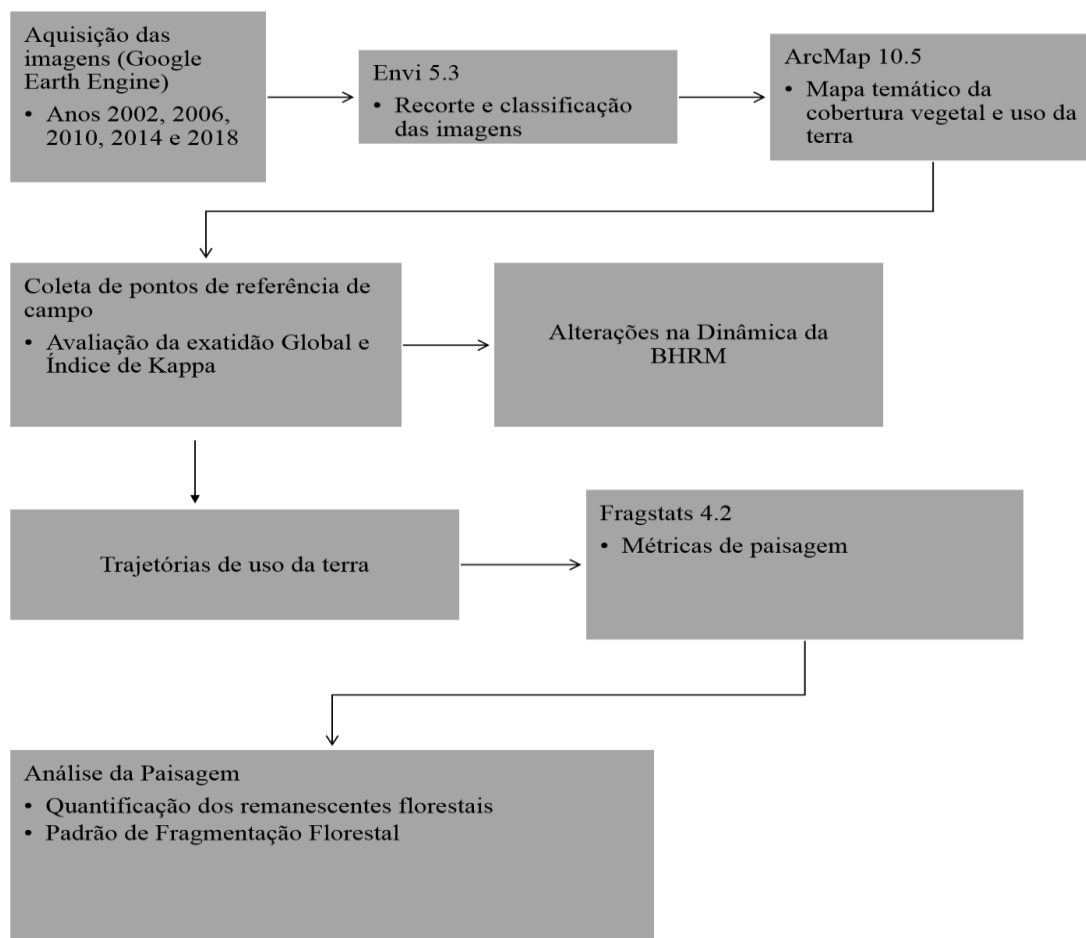 Aquisição das
imagens (Google
Earth Engine)
• Anos 2002, 2006,
2010, 2014 e 2018
Envi 5.3
• Recorte e classificação
das imagens
ArcMap 10.5
• Mapa temático da
cobertura vegetal e uso da
terra
Coleta de pontos de referência de
campo
• Avaliação da exatidão Global e
Índice de Kappa
Alterações na Dinâmica da
BHRM
Trajetórias de uso da terra
Fragstats 4.2
• Métricas de paisagem
Análise da Paisagem
• Quantificação dos remanescentes florestais
• Padrão de Fragmentação Florestal